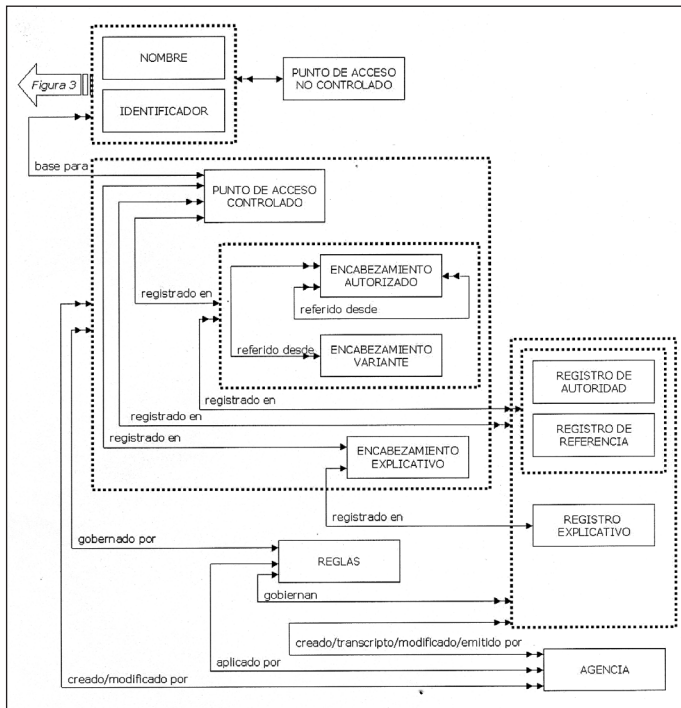 NOMBRE
Figura 3
IDENTIFICADOR
PUNTO DE ACCESO
NO CONTROLADO
base para
PUNTO DE ACCESO
CONTROLADO
ENCABEZAMIENTO
AUTORIZADO
registrado en
referido desde
referido desde
ENCABEZAMIENTO
VARIANTE
REGISTRO DE
AUTORIDAD
registrado en
registrado en
REGISTRO DE
REFERENCIA
registrado en
ENCABEZAMIENTO
EXPLICATIVO
registrado en
REGISTRO
EXPLICATIVO
gobernado por
REGLAS
gobiernan
creado/transcripto/modificado/emitido por
aplicado por
AGENCIA
creado/modificado por